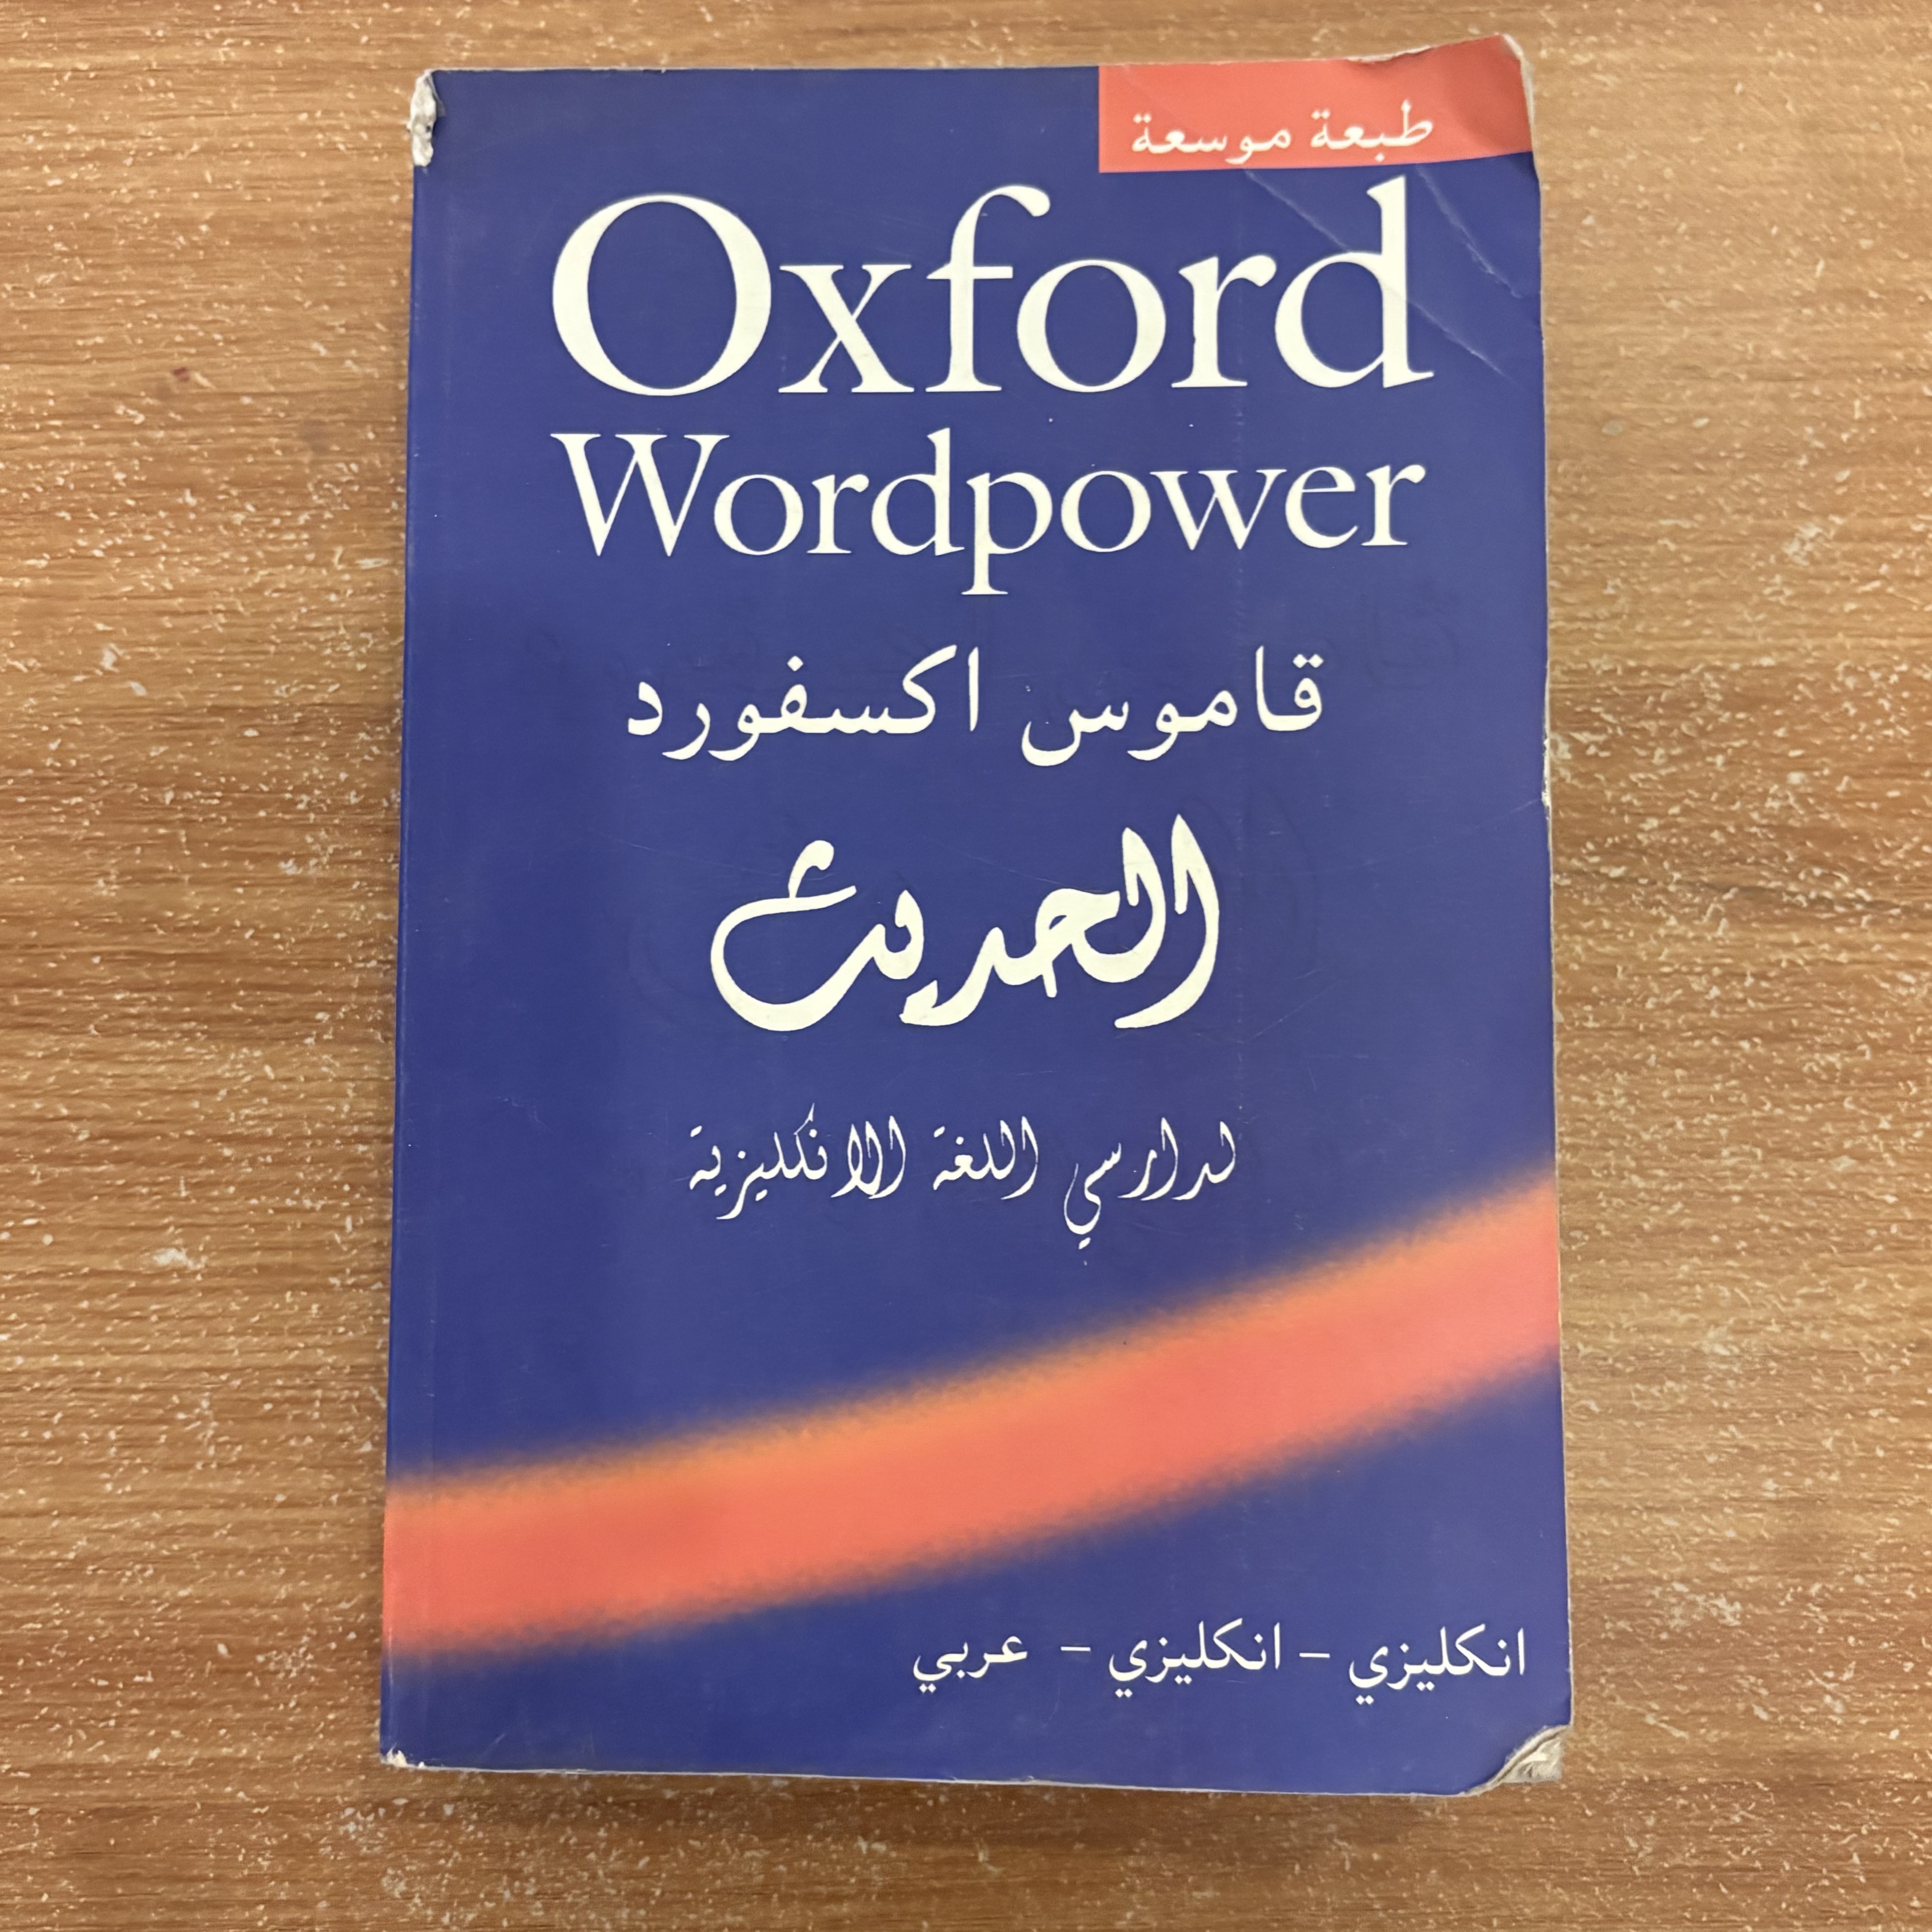 طبعة موسعة
Oxford
Wordpower
قاموس اكسفورد
الحديث
لدارسي اللغة الانكليزية
انكليزي – انكليزي – عربي